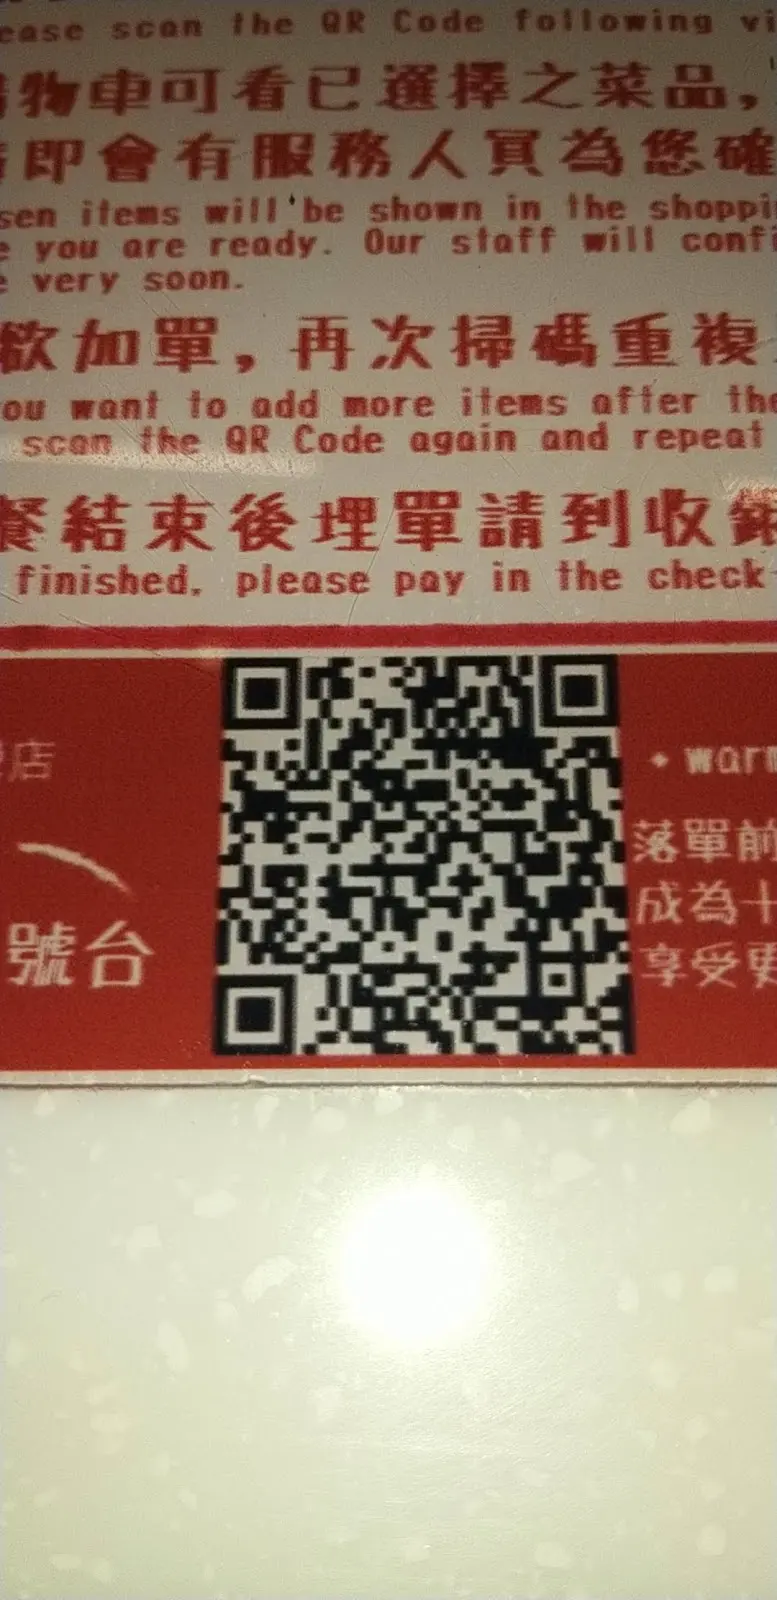 ease scan the QR Code following vi
物車可看已選擇之菜品,
即會有服務人員為您確
sen items will be shown in the shoppi
e you are ready. Our staff will confi
e very soon.
欲加單, 再次掃碼重複
ou want to add more items after the
scan the QR Code again and repeat
餐結束後埋單請到收銀
finished, please pay in the check-
店
• warm
落單前
成為十
號台
享受更